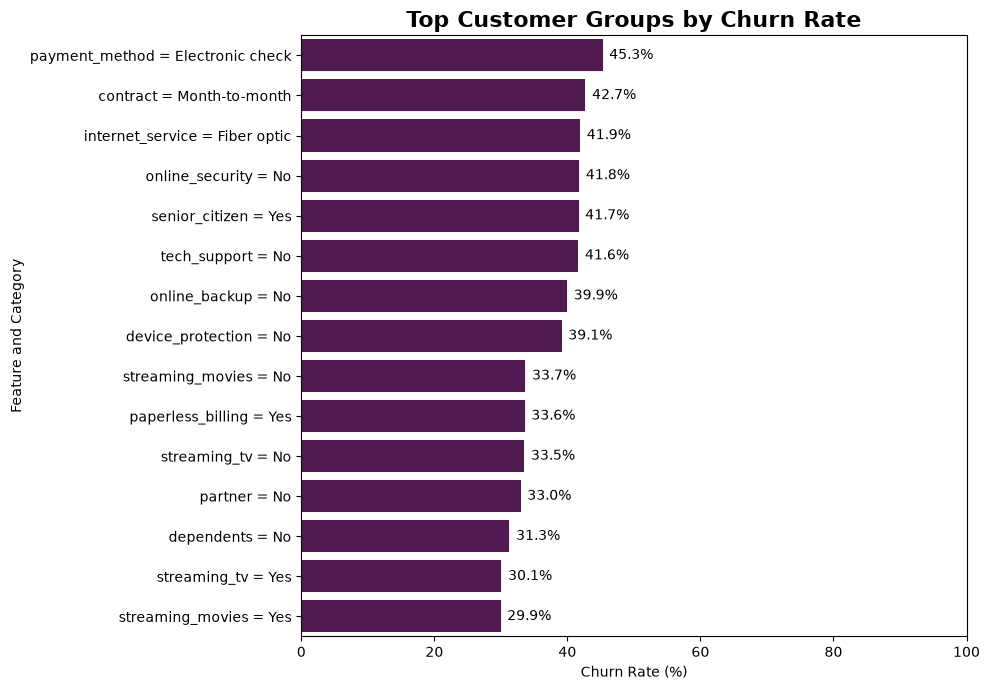 Top Customer Groups by Churn Rate
payment_method = Electronic check 45.3%
contract = Month-to-month 42.7%
internet_service = Fiber optic 41.9%
online_security = No 41.8%
senior_citizen = Yes 41.7%
tech_support = No 41.6%
online_backup = No 39.9%
device_protection = No 39.1%
streaming_movies = No 33.7%
paperless_billing = Yes 33.6%
streaming_tv = No 33.5%
partner = No 33.0%
dependents = No 31.3%
streaming_tv = Yes 30.1%
streaming_movies = Yes 29.9%
Feature and Category
0 20 40 60 80 100
Churn Rate (%)